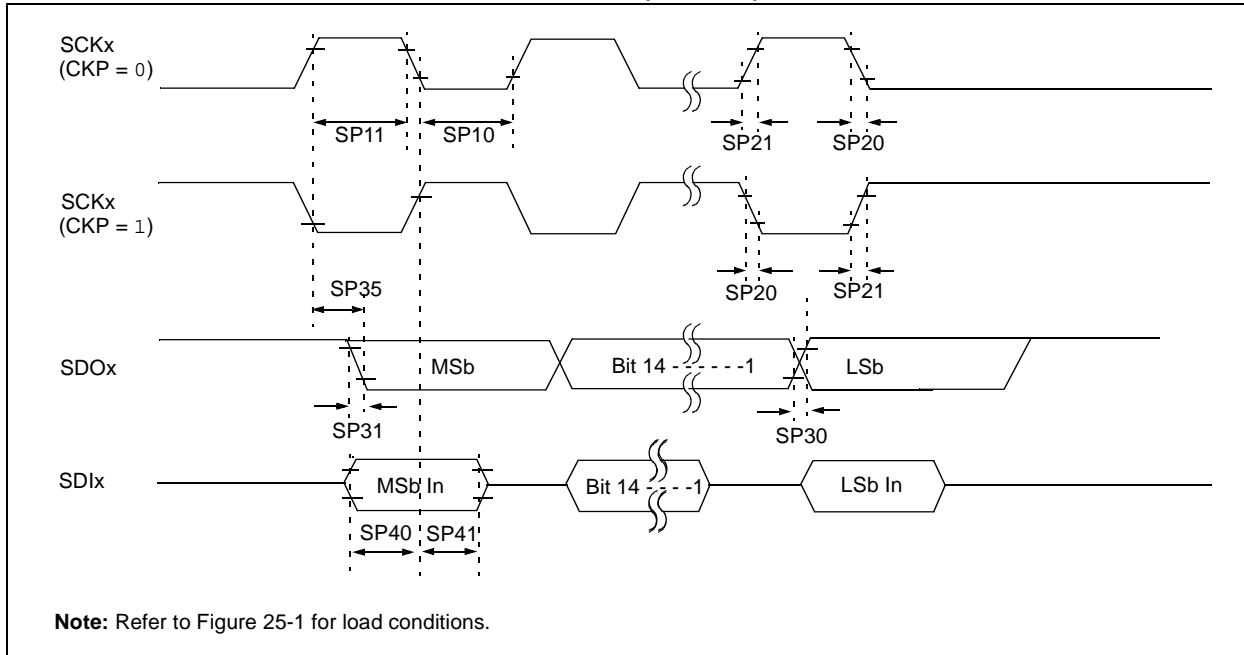 SCKx
(CKP = 0)
SP11
SP10
SP21
SP20
SCKx
(CKP = 1)
SP35
SP20
SP21
SDOx
MSb
Bit 14 - - - - - -1
LSb
SP31
SP30
SDIx
MSb In
Bit 14 - - - -1
LSb In
SP40
SP41
Note: Refer to Figure 25-1 for load conditions.